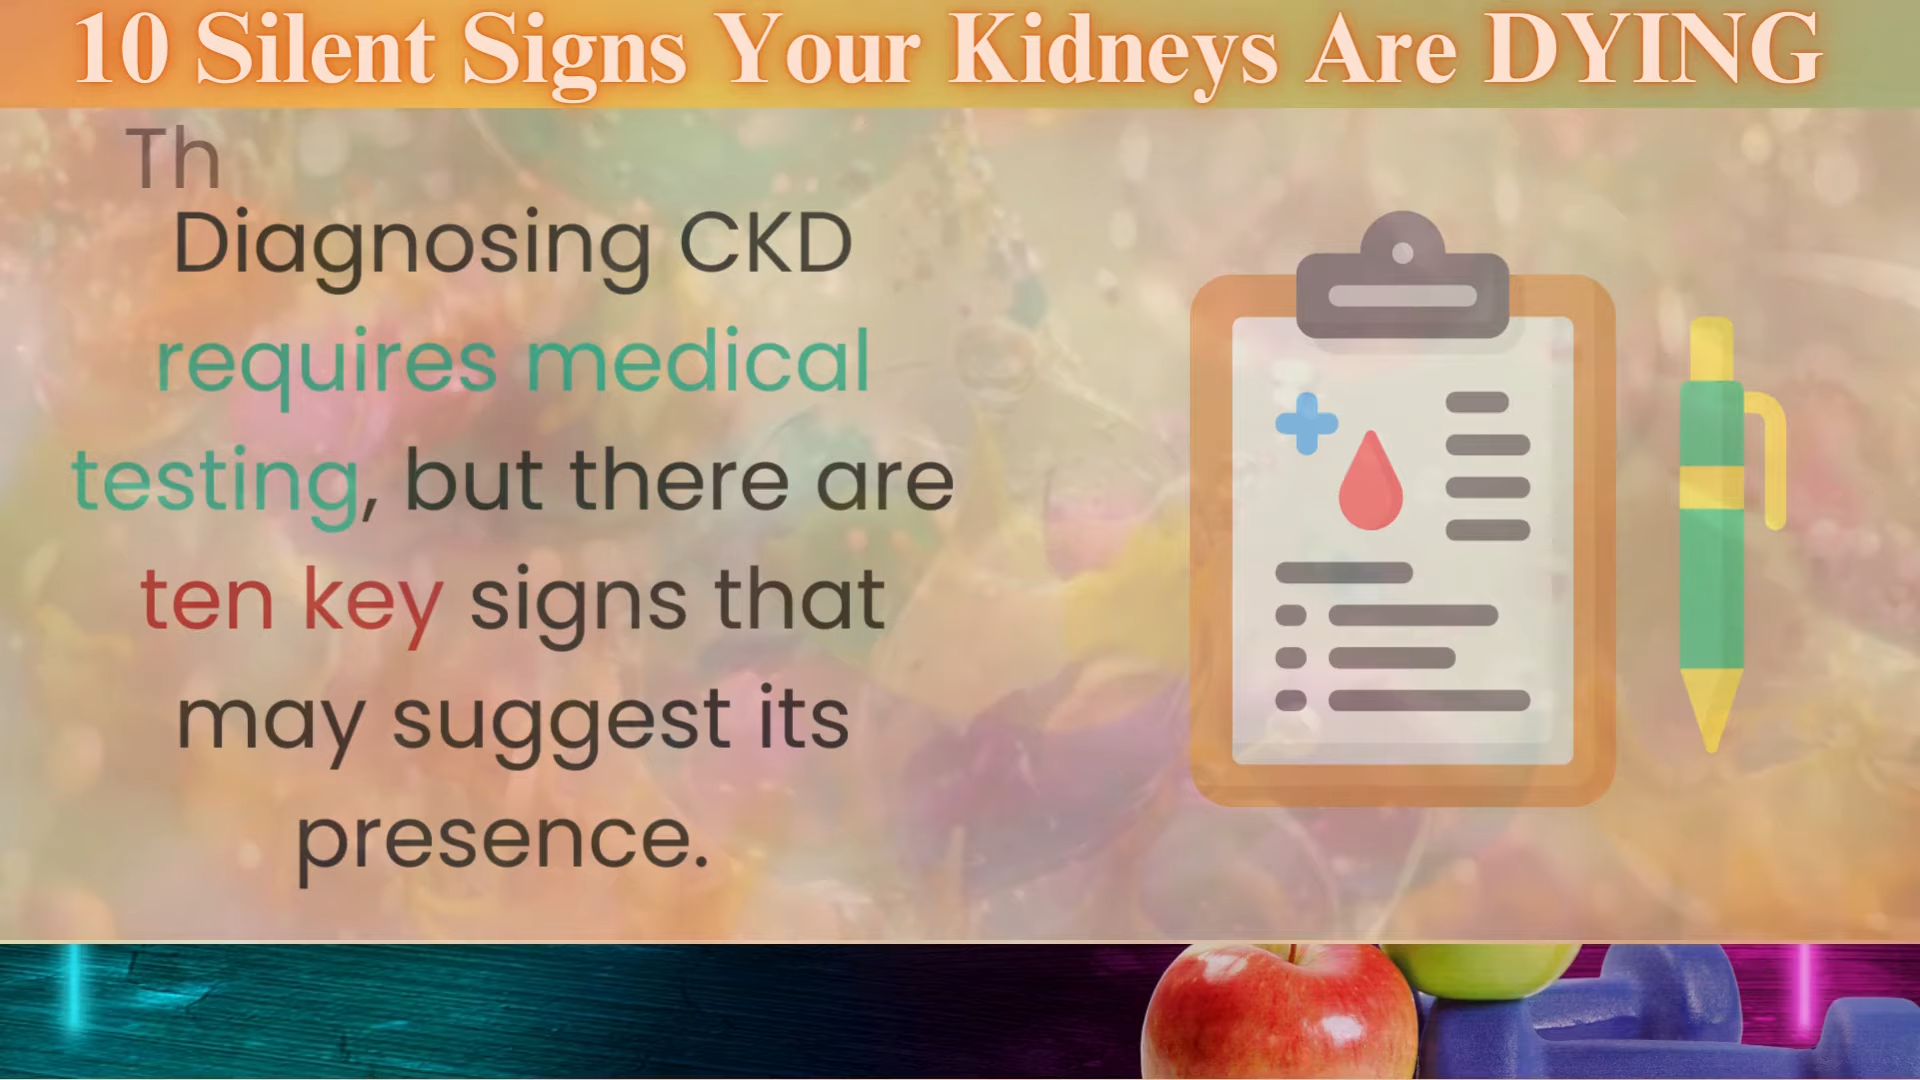 10 Silent Signs Your Kidneys Are DYING
Th
Diagnosing CKD
requires medical
testing, but there are
ten key signs that
may suggest its
presence.